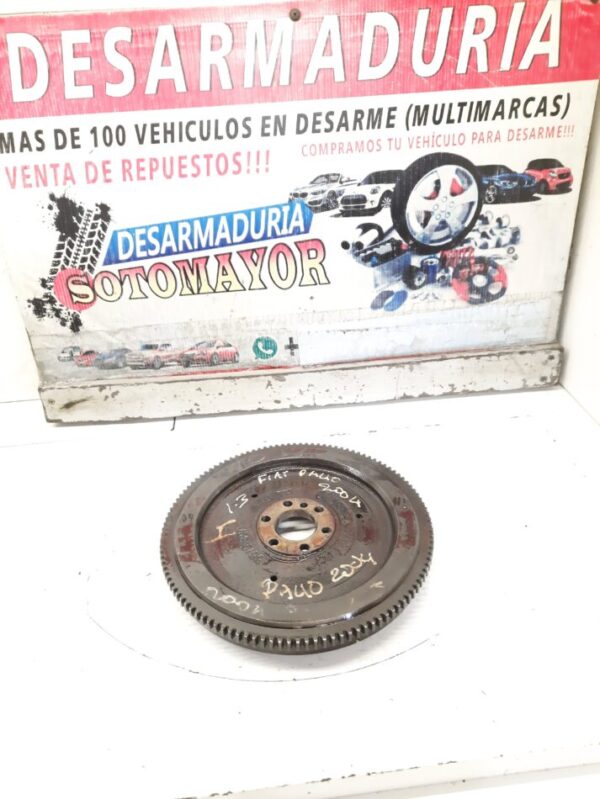 DESARMADURIA
MAS DE 100 VEHICULOS EN DESARME (MULTIMARCAS)
VENTA DE REPUESTOS!!!
COMPRAMOS TU VEHÍCULO PARA DESARME!!!
DESARMADURIA
SOTOMAYOR
+
1.3 FIAT PALIO
2004
PALIO 2004